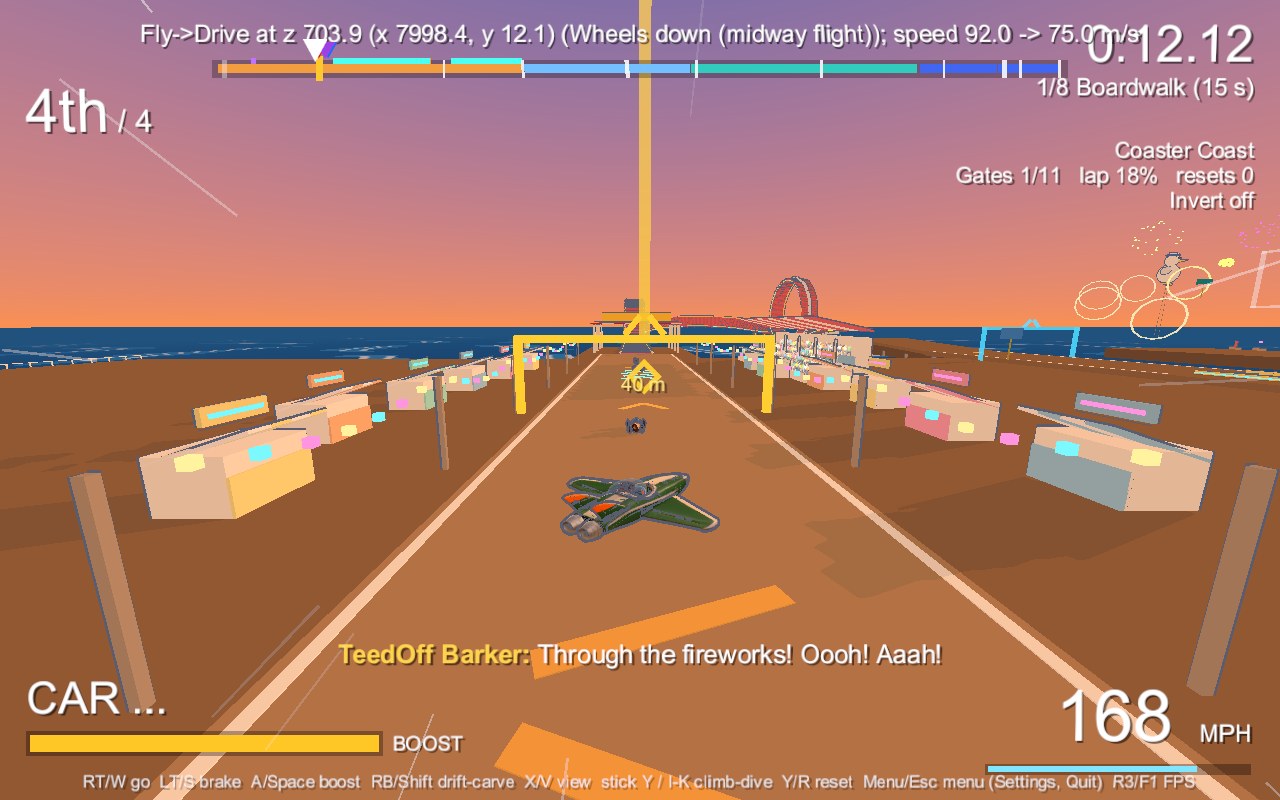 Fly->Drive at z 703.9 (x 7998.4, y 12.1) (Wheels down (midway flight)); speed 92.0 -> 75.0 m/s
0:12.12
1/8 Boardwalk (15 s)
4th / 4
Coaster Coast
Gates 1/11 lap 18% resets 0
Invert off
40 m
TeedOff Barker: Through the fireworks! Oooh! Aaah!
CAR ...
168 MPH
BOOST
RT/W go LT/S brake A/Space boost RB/Shift drift-carve X/V view stick Y / I-K climb-dive Y/R reset Menu/Esc menu (Settings, Quit) R3/F1 FPS